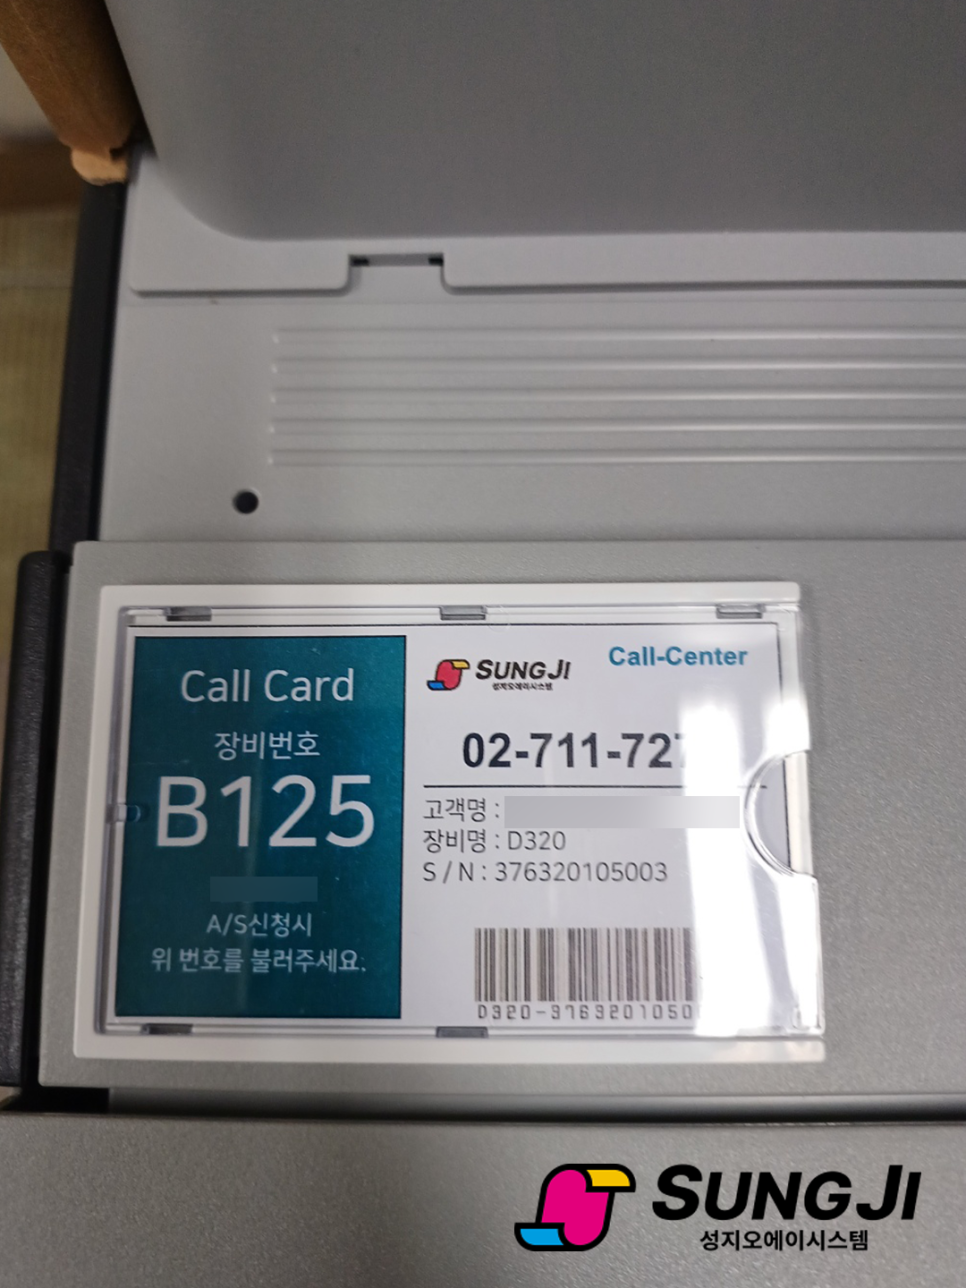 Call Card
장비번호
B125
A/S신청시
위 번호를 불러주세요.
SUNGJI
성지오에이시스템
Call-Center
02-711-727
고객명 :
장비명 : D320
S / N : 376320105003
D320-3763201050
SUNGJI
성지오에이시스템